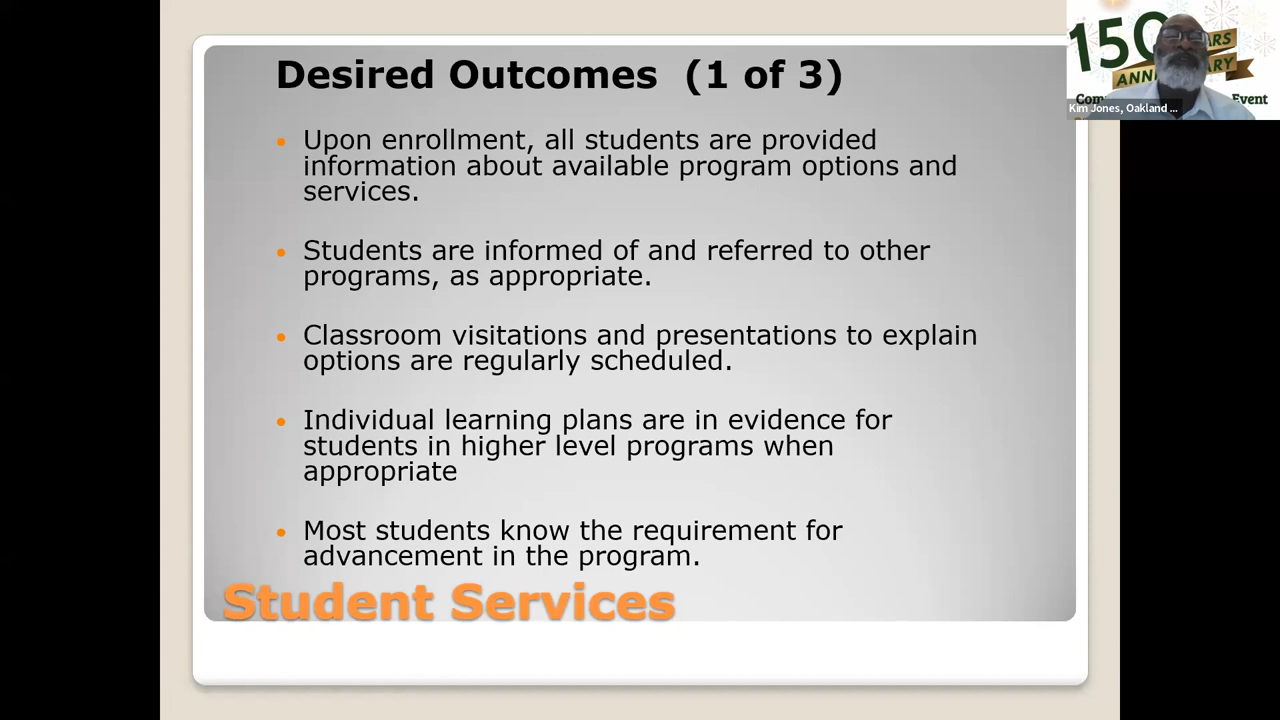 Desired Outcomes (1 of 3)
Upon enrollment, all students are provided
information about available program options and
services.
Students are informed of and referred to other
programs, as appropriate.
Classroom visitations and presentations to explain
options are regularly scheduled.
Individual learning plans are in evidence for
students in higher level programs when
appropriate
Most students know the requirement for
advancement in the program.
Student Services
150
Kim Jones, Oakland ...
Event